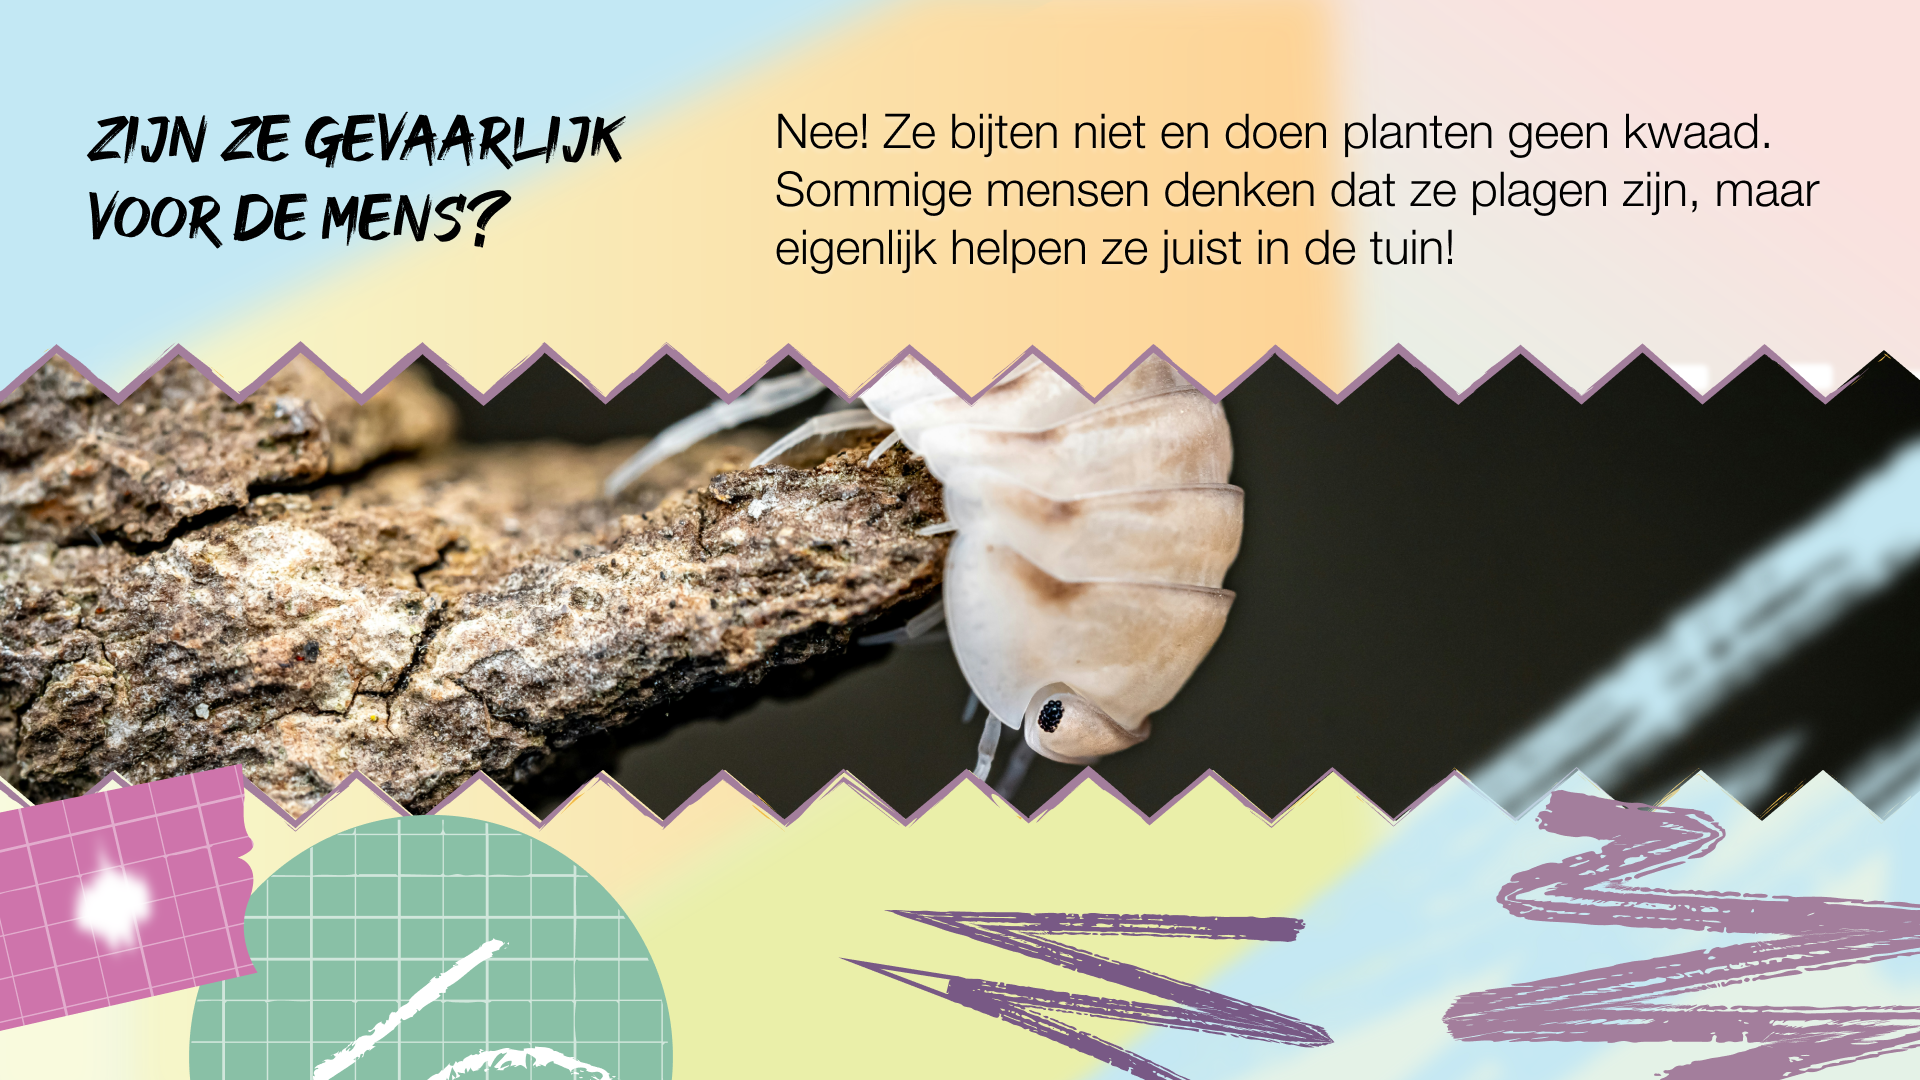 ZIJN ZE GEVAARLIJK
VOOR DE MENS?
Nee! Ze bijten niet en doen planten geen kwaad.
Sommige mensen denken dat ze plagen zijn, maar
eigenlijk helpen ze juist in de tuin!